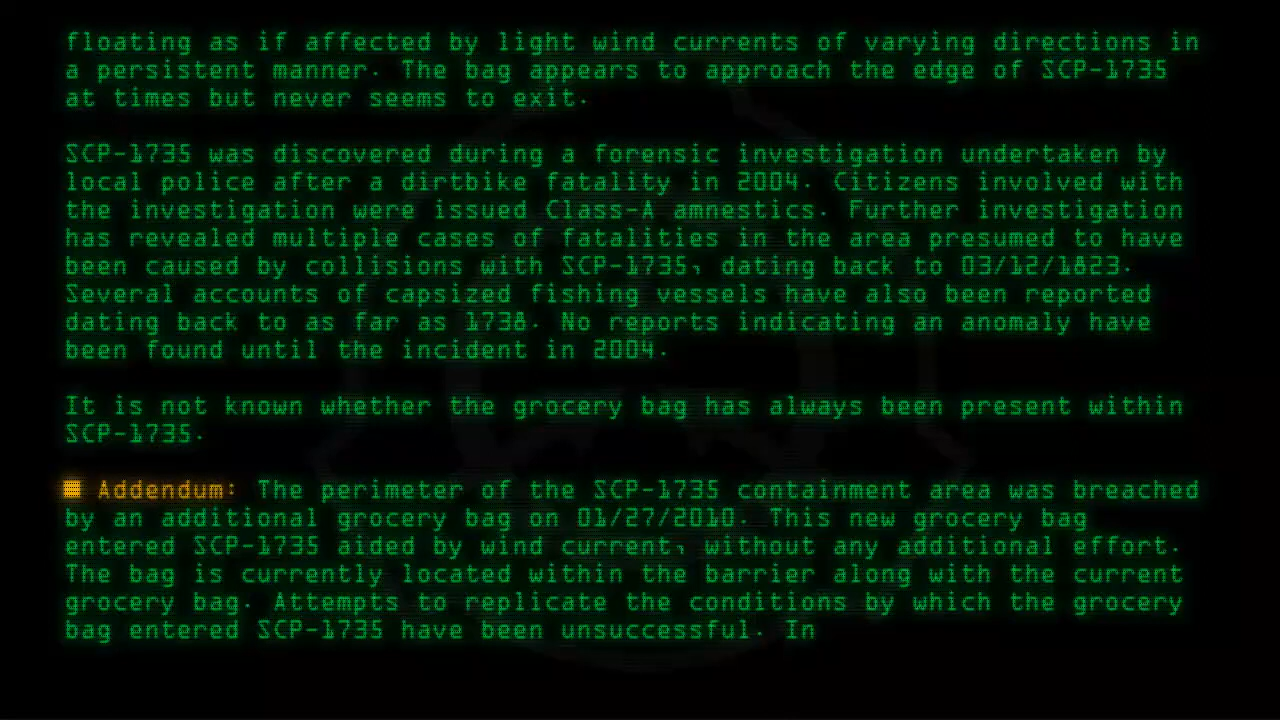 floating as if affected by light wind currents of varying directions in
a persistent manner. The bag appears to approach the edge of SCP-1735
at times but never seems to exit.
SCP-1735 was discovered during a forensic investigation undertaken by
local police after a dirtbike fatality in 2004. Citizens involved with
the investigation were issued Class-A amnestics. Further investigation
has revealed multiple cases of fatalities in the area presumed to have
been caused by collisions with SCP-1735, dating back to 03/12/1823.
Several accounts of capsized fishing vessels have also been reported
dating back to as far as 1738. No reports indicating an anomaly have
been found until the incident in 2004.
It is not known whether the grocery bag has always been present within
SCP-1735.
Addendum: The perimeter of the SCP-1735 containment area was breached
by an additional grocery bag on 01/27/2010. This new grocery bag
entered SCP-1735 aided by wind current, without any additional effort.
The bag is currently located within the barrier along with the current
grocery bag. Attempts to replicate the conditions by which the grocery
bag entered SCP-1735 have been unsuccessful. In